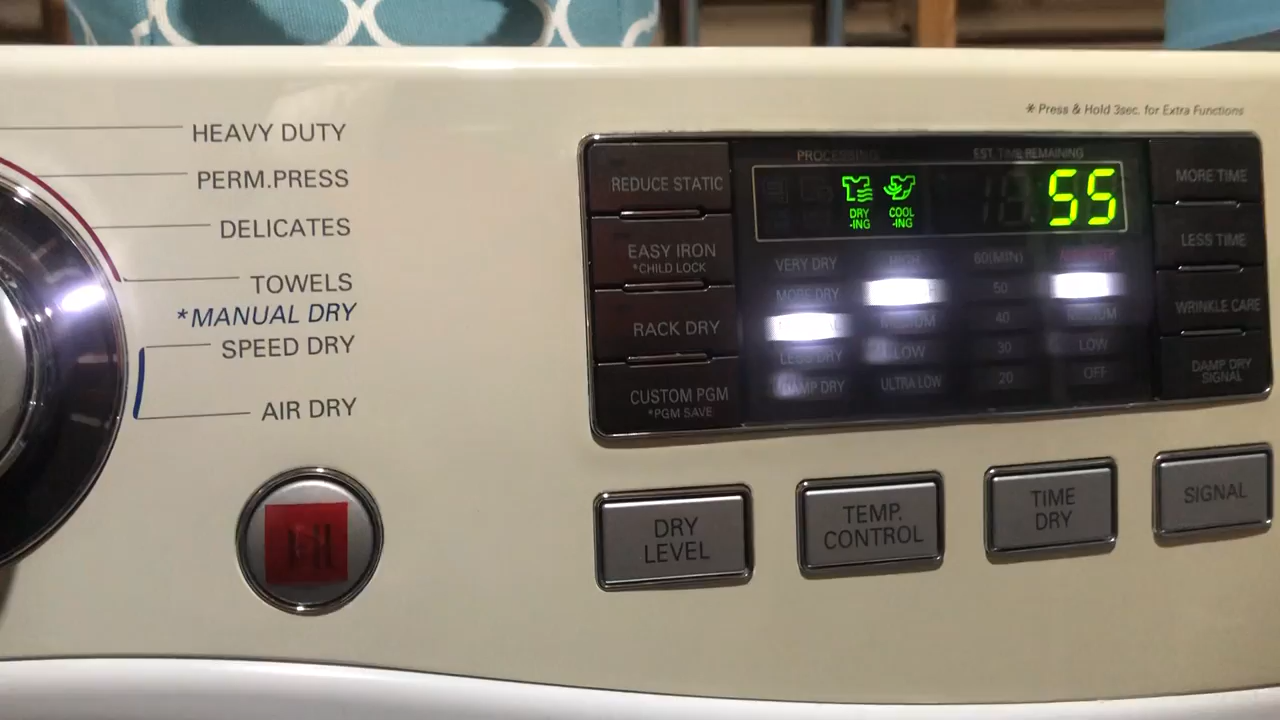 * Press & Hold 3sec. for Extra Functions
HEAVY DUTY
PERM.PRESS
DELICATES
TOWELS
*MANUAL DRY
SPEED DRY
AIR DRY
PROCESSING
EST. TIME REMAINING
REDUCE STATIC
EASY IRON
*CHILD LOCK
RACK DRY
CUSTOM PGM
*PGM SAVE
DRY
-ING
COOL
-ING
55
VERY DRY
MORE DRY
LESS DRY
DAMP DRY
HIGH
MEDIUM
LOW
ULTRA LOW
60(MIN)
50
40
30
20
MEDIUM
LOW
OFF
MORE TIME
LESS TIME
WRINKLE CARE
DAMP DRY
SIGNAL
DRY
LEVEL
TEMP.
CONTROL
TIME
DRY
SIGNAL